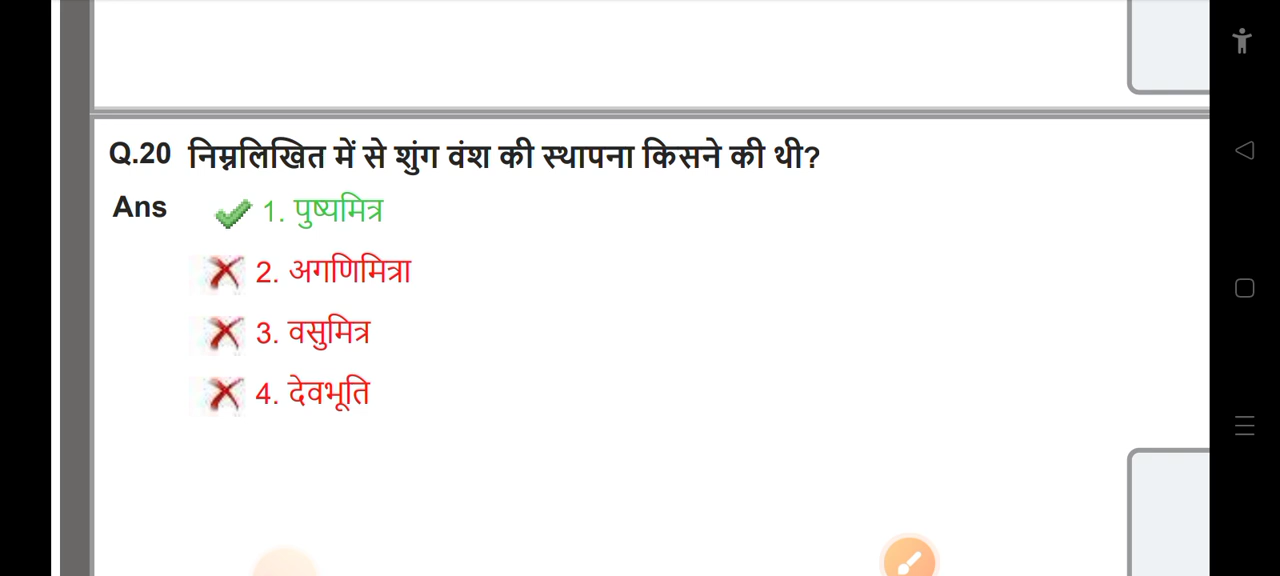 Q.20 निम्नलिखित में से शुंग वंश की स्थापना किसने की थी?
Ans 1. पुष्यमित्र
2. अगणिमित्रा
3. वसुमित्र
4. देवभूति